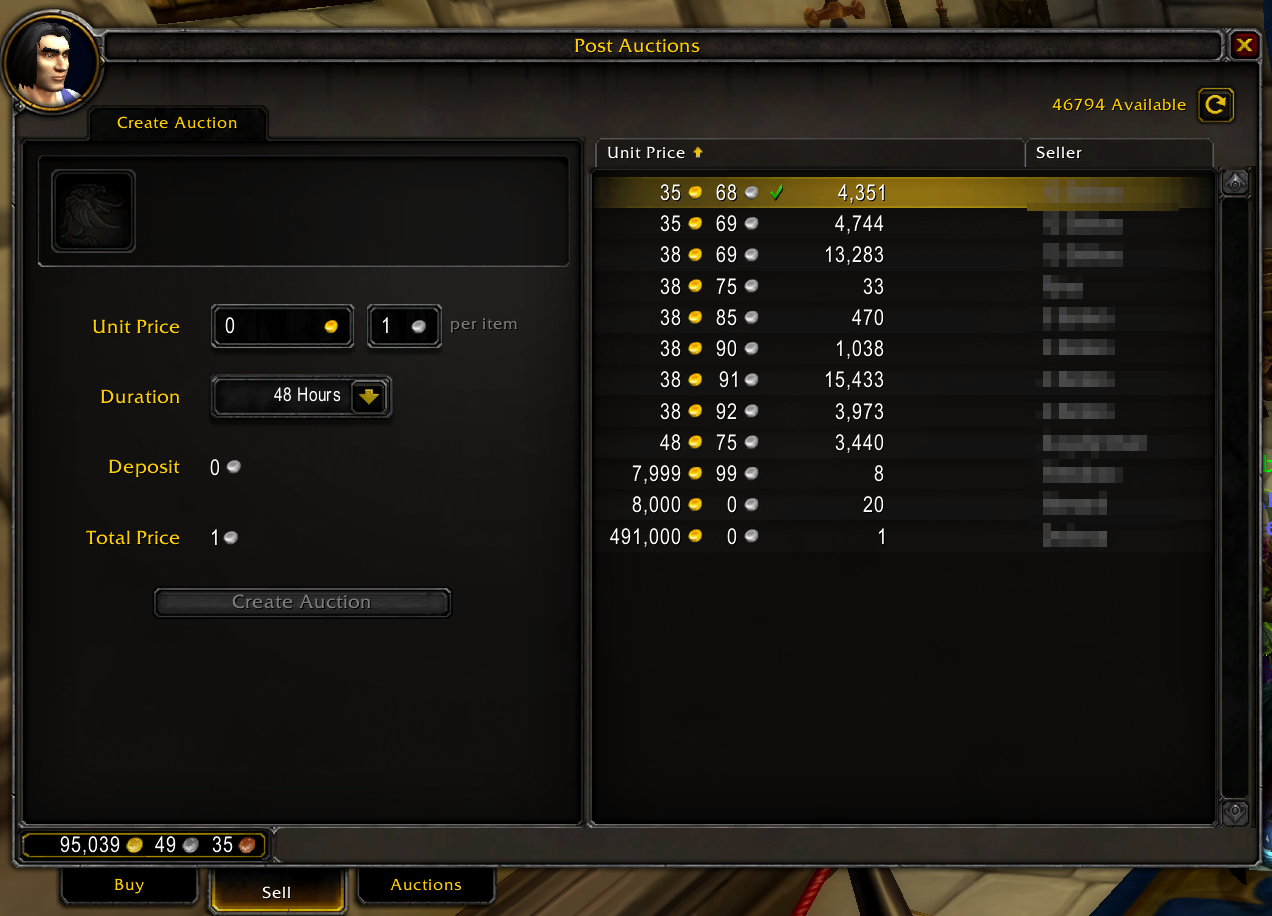 Post Auctions
46794 Available
Create Auction
Unit Price Seller
35 68 4,351
35 69 4,744
38 69 13,283
38 75 33
38 85 470
38 90 1,038
38 91 15,433
38 92 3,973
48 75 3,440
7,999 99 8
8,000 0 20
491,000 0 1
Unit Price 0 1 per item
Duration 48 Hours
Deposit 0
Total Price 1
Create Auction
95,039 49 35
Buy Sell Auctions